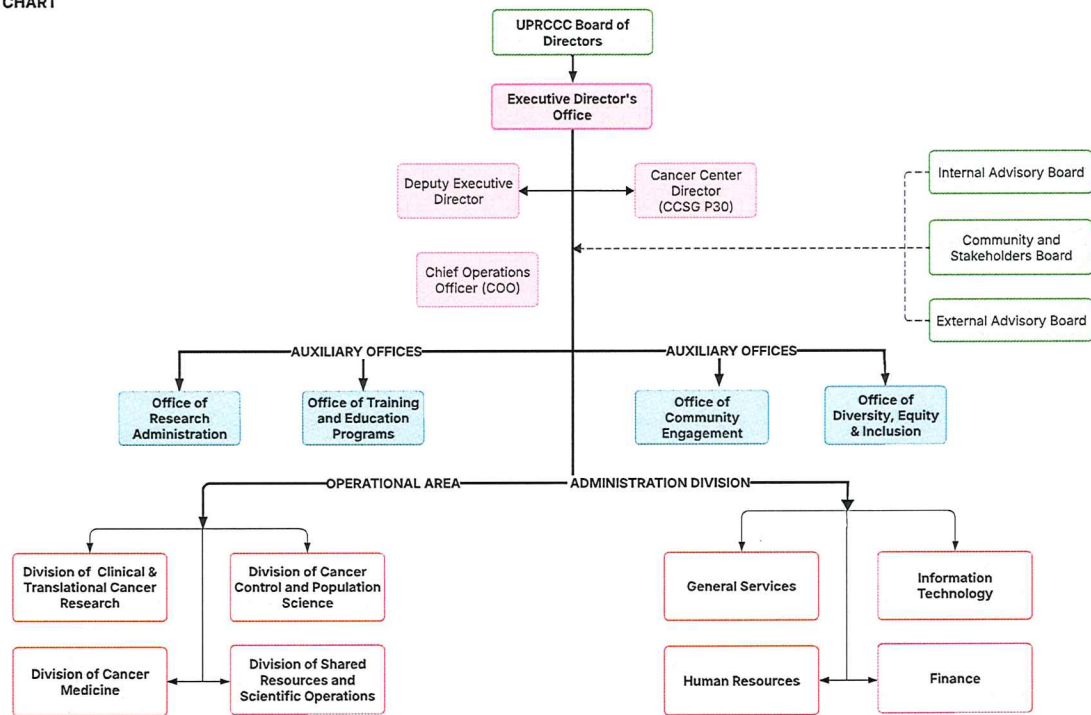 CHART
UPRCCC Board of
Directors
Executive Director's
Office
Deputy Executive
Director
Cancer Center
Director
(CCSG P30)
Internal Advisory Board
Community and
Stakeholders Board
External Advisory Board
Chief Operations
Officer (COO)
AUXILIARY OFFICES
AUXILIARY OFFICES
Office of
Research
Administration
Office of Training
and Education
Programs
Office of
Community
Engagement
Office of
Diversity, Equity
& Inclusion
OPERATIONAL AREA
ADMINISTRATION DIVISION
Division of Clinical &
Translational Cancer
Research
Division of Cancer
Control and Population
Science
General Services
Information
Technology
Division of Cancer
Medicine
Division of Shared
Resources and
Scientific Operations
Human Resources
Finance